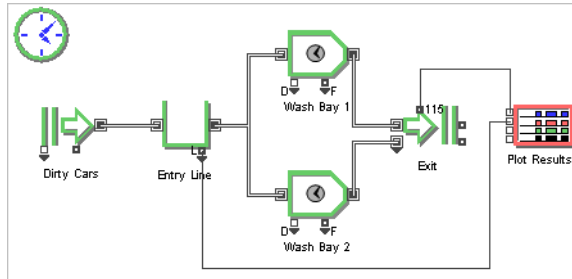 D F
Wash Bay 1
115
L
Dirty Cars
Entry Line
Exit
Plot Results
D F
Wash Bay 2